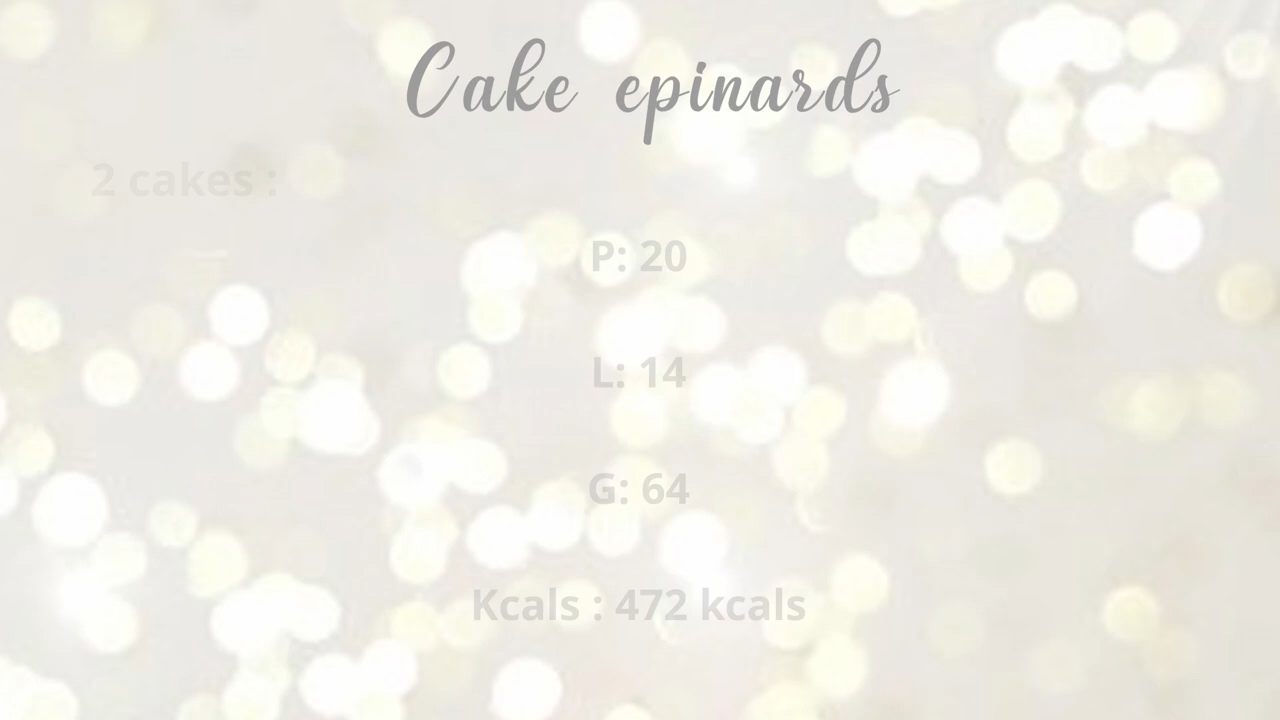 Cake epinards
2 cakes :
P: 20
L: 14
G: 64
Kcals : 472 kcals